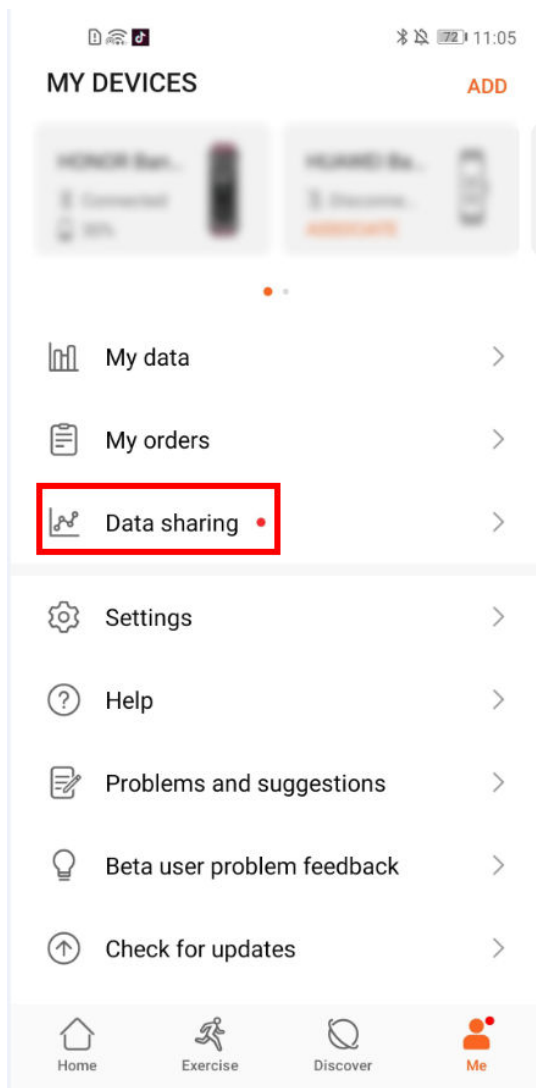 72 11:05
MY DEVICES
ADD
My data
My orders
Data sharing
Settings
Help
Problems and suggestions
Beta user problem feedback
Check for updates
Home Exercise Discover Me